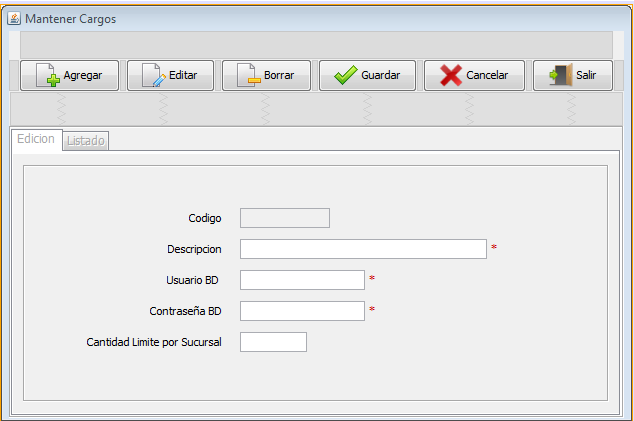 Mantener Cargos
Agregar Editar Borrar Guardar Cancelar Salir
Edicion Listado
Codigo
Descripcion *
Usuario BD *
Contraseña BD *
Cantidad Limite por Sucursal